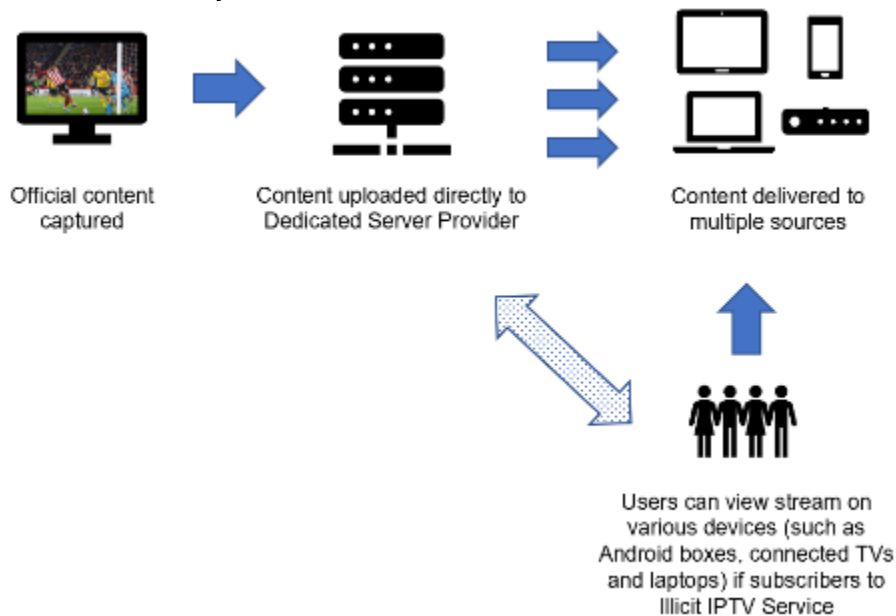 Official content
captured
Content uploaded directly to
Dedicated Server Provider
Content delivered to
multiple sources
Users can view stream on
various devices (such as
Android boxes, connected TVs
and laptops) if subscribers to
Illicit IPTV Service